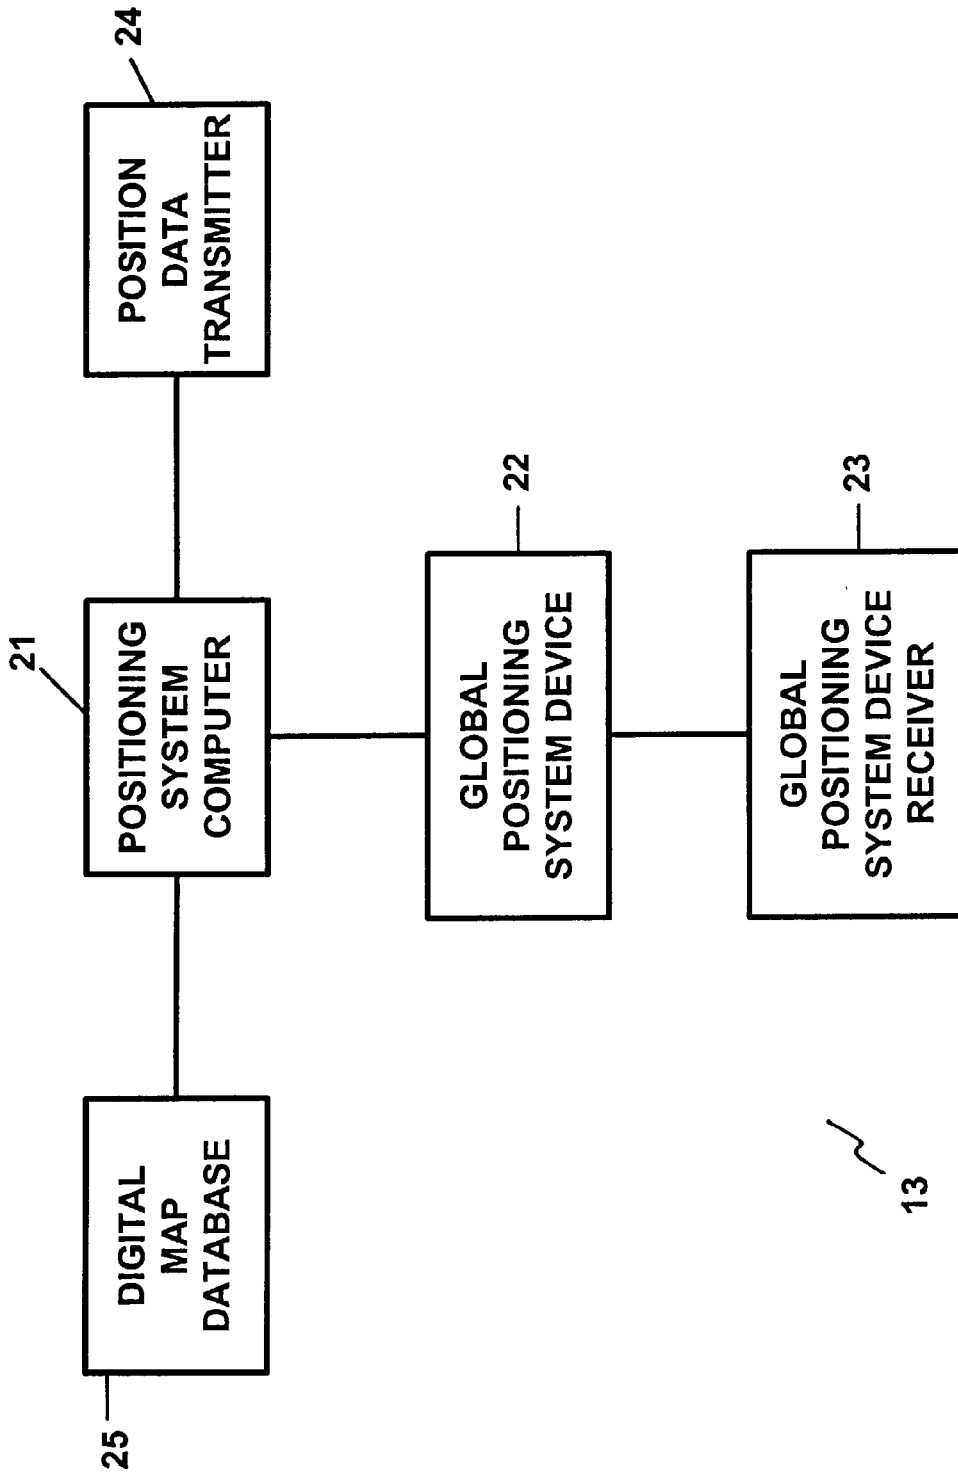 25
DIGITAL
MAP
DATABASE
21
POSITIONING
SYSTEM
COMPUTER
24
POSITION
DATA
TRANSMITTER
22
GLOBAL
POSITIONING
SYSTEM DEVICE
23
GLOBAL
POSITIONING
SYSTEM DEVICE
RECEIVER
13